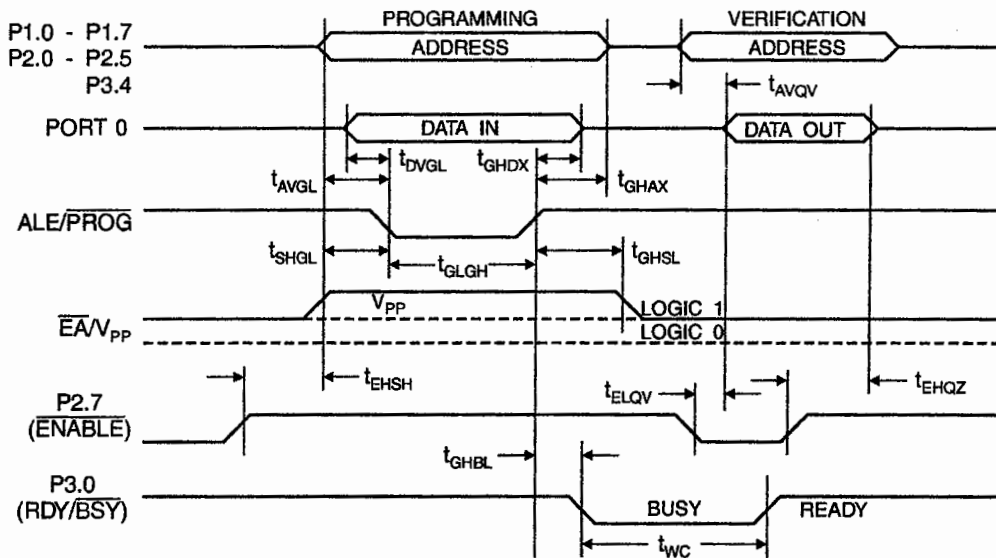 PROGRAMMING VERIFICATION
P1.0 - P1.7
P2.0 - P2.5
P3.4
ADDRESS ADDRESS
tAVQV
PORT 0 DATA IN DATA OUT
tDVGL tGHDX
tAVGL tGHAX
ALE/PROG
tSHGL tGLGH tGHSL
VPP LOGIC 1
EA/VPP LOGIC 0
tEHSH tELQV tEHQZ
P2.7
(ENABLE)
tGHBL
P3.0
(RDY/BSY) BUSY READY
tWC